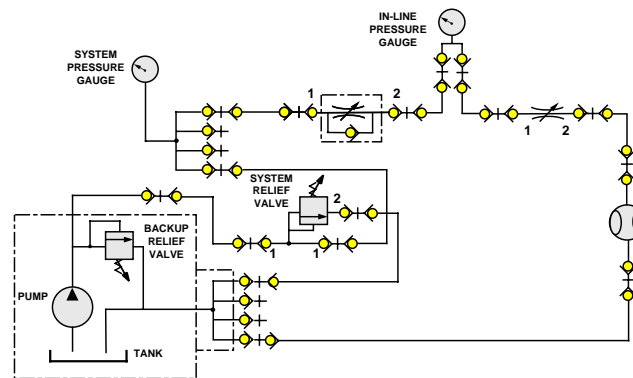 IN-LINE
PRESSURE
GAUGE
SYSTEM
PRESSURE
GAUGE
1
2
1 2
SYSTEM
RELIEF
VALVE
2
BACKUP
RELIEF
VALVE
1 1
PUMP
TANK